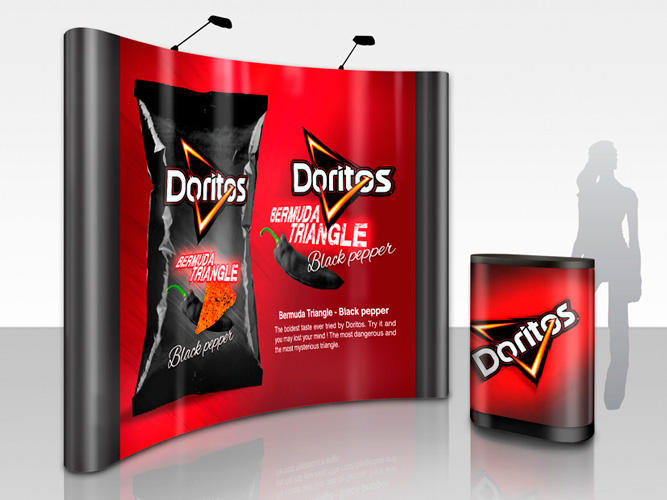 Doritos
BERMUDA
TRIANGLE
Black pepper
Doritos
BERMUDA
TRIANGLE
Black pepper
Bermuda Triangle - Black pepper
The boldest taste ever tried by Doritos. Try it and
you may lost your mind ! The most dangerous and
the most mysterious triangle.
Doritos